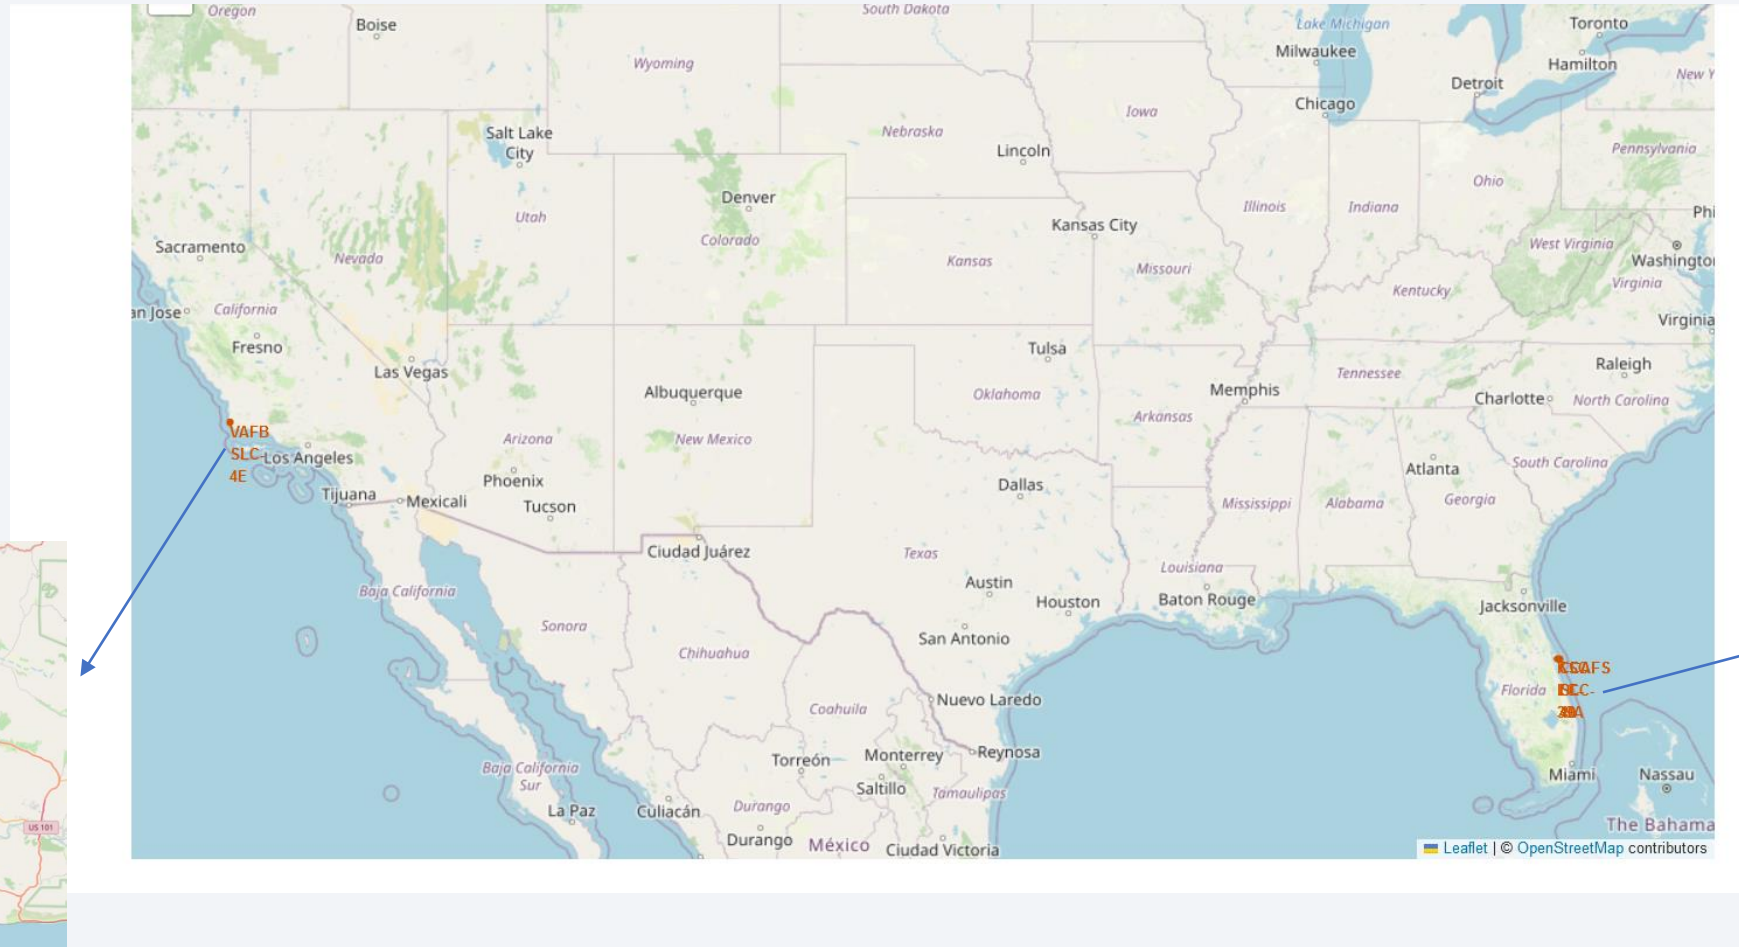 Oregon
South Dakota
Boise
Lake Michigan
Toronto
Milwaukee
Wyoming
Hamilton
Detroit
New Y
Chicago
Iowa
Salt Lake
City
Nebraska
Lincoln
Pennsylvania
Ohio
Denver
Utah
Illinois
Indiana
Phi
Kansas City
Colorado
Sacramento
Nevada
Kansas
Missouri
West Virginia
Washington
Virginia
Kentucky
California
an Jose
Virginia
Fresno
Tulsa
Las Vegas
Raleigh
Tennessee
Albuquerque
Oklahoma
Memphis
Charlotte
North Carolina
Arkansas
VAFB
SLC-
4E
Arizona
New Mexico
Los Angeles
South Carolina
Atlanta
Phoenix
Dallas
Tijuana
Mexicali
Tucson
Mississippi
Alabama
Georgia
Ciudad Juárez
Texas
Louisiana
Austin
Baja California
Houston
Baton Rouge
Jacksonville
Sonora
San Antonio
Chihuahua
Florida
Nuevo Laredo
Coahuila
Reynosa
Torreón
Monterrey
Baja California
Sur
Miami
Nassau
Saltillo
Tamaulipas
La Paz
Culiacán
Durango
US 101
The Bahama
Durango
México
Ciudad Victoria
Leaflet | © OpenStreetMap contributors